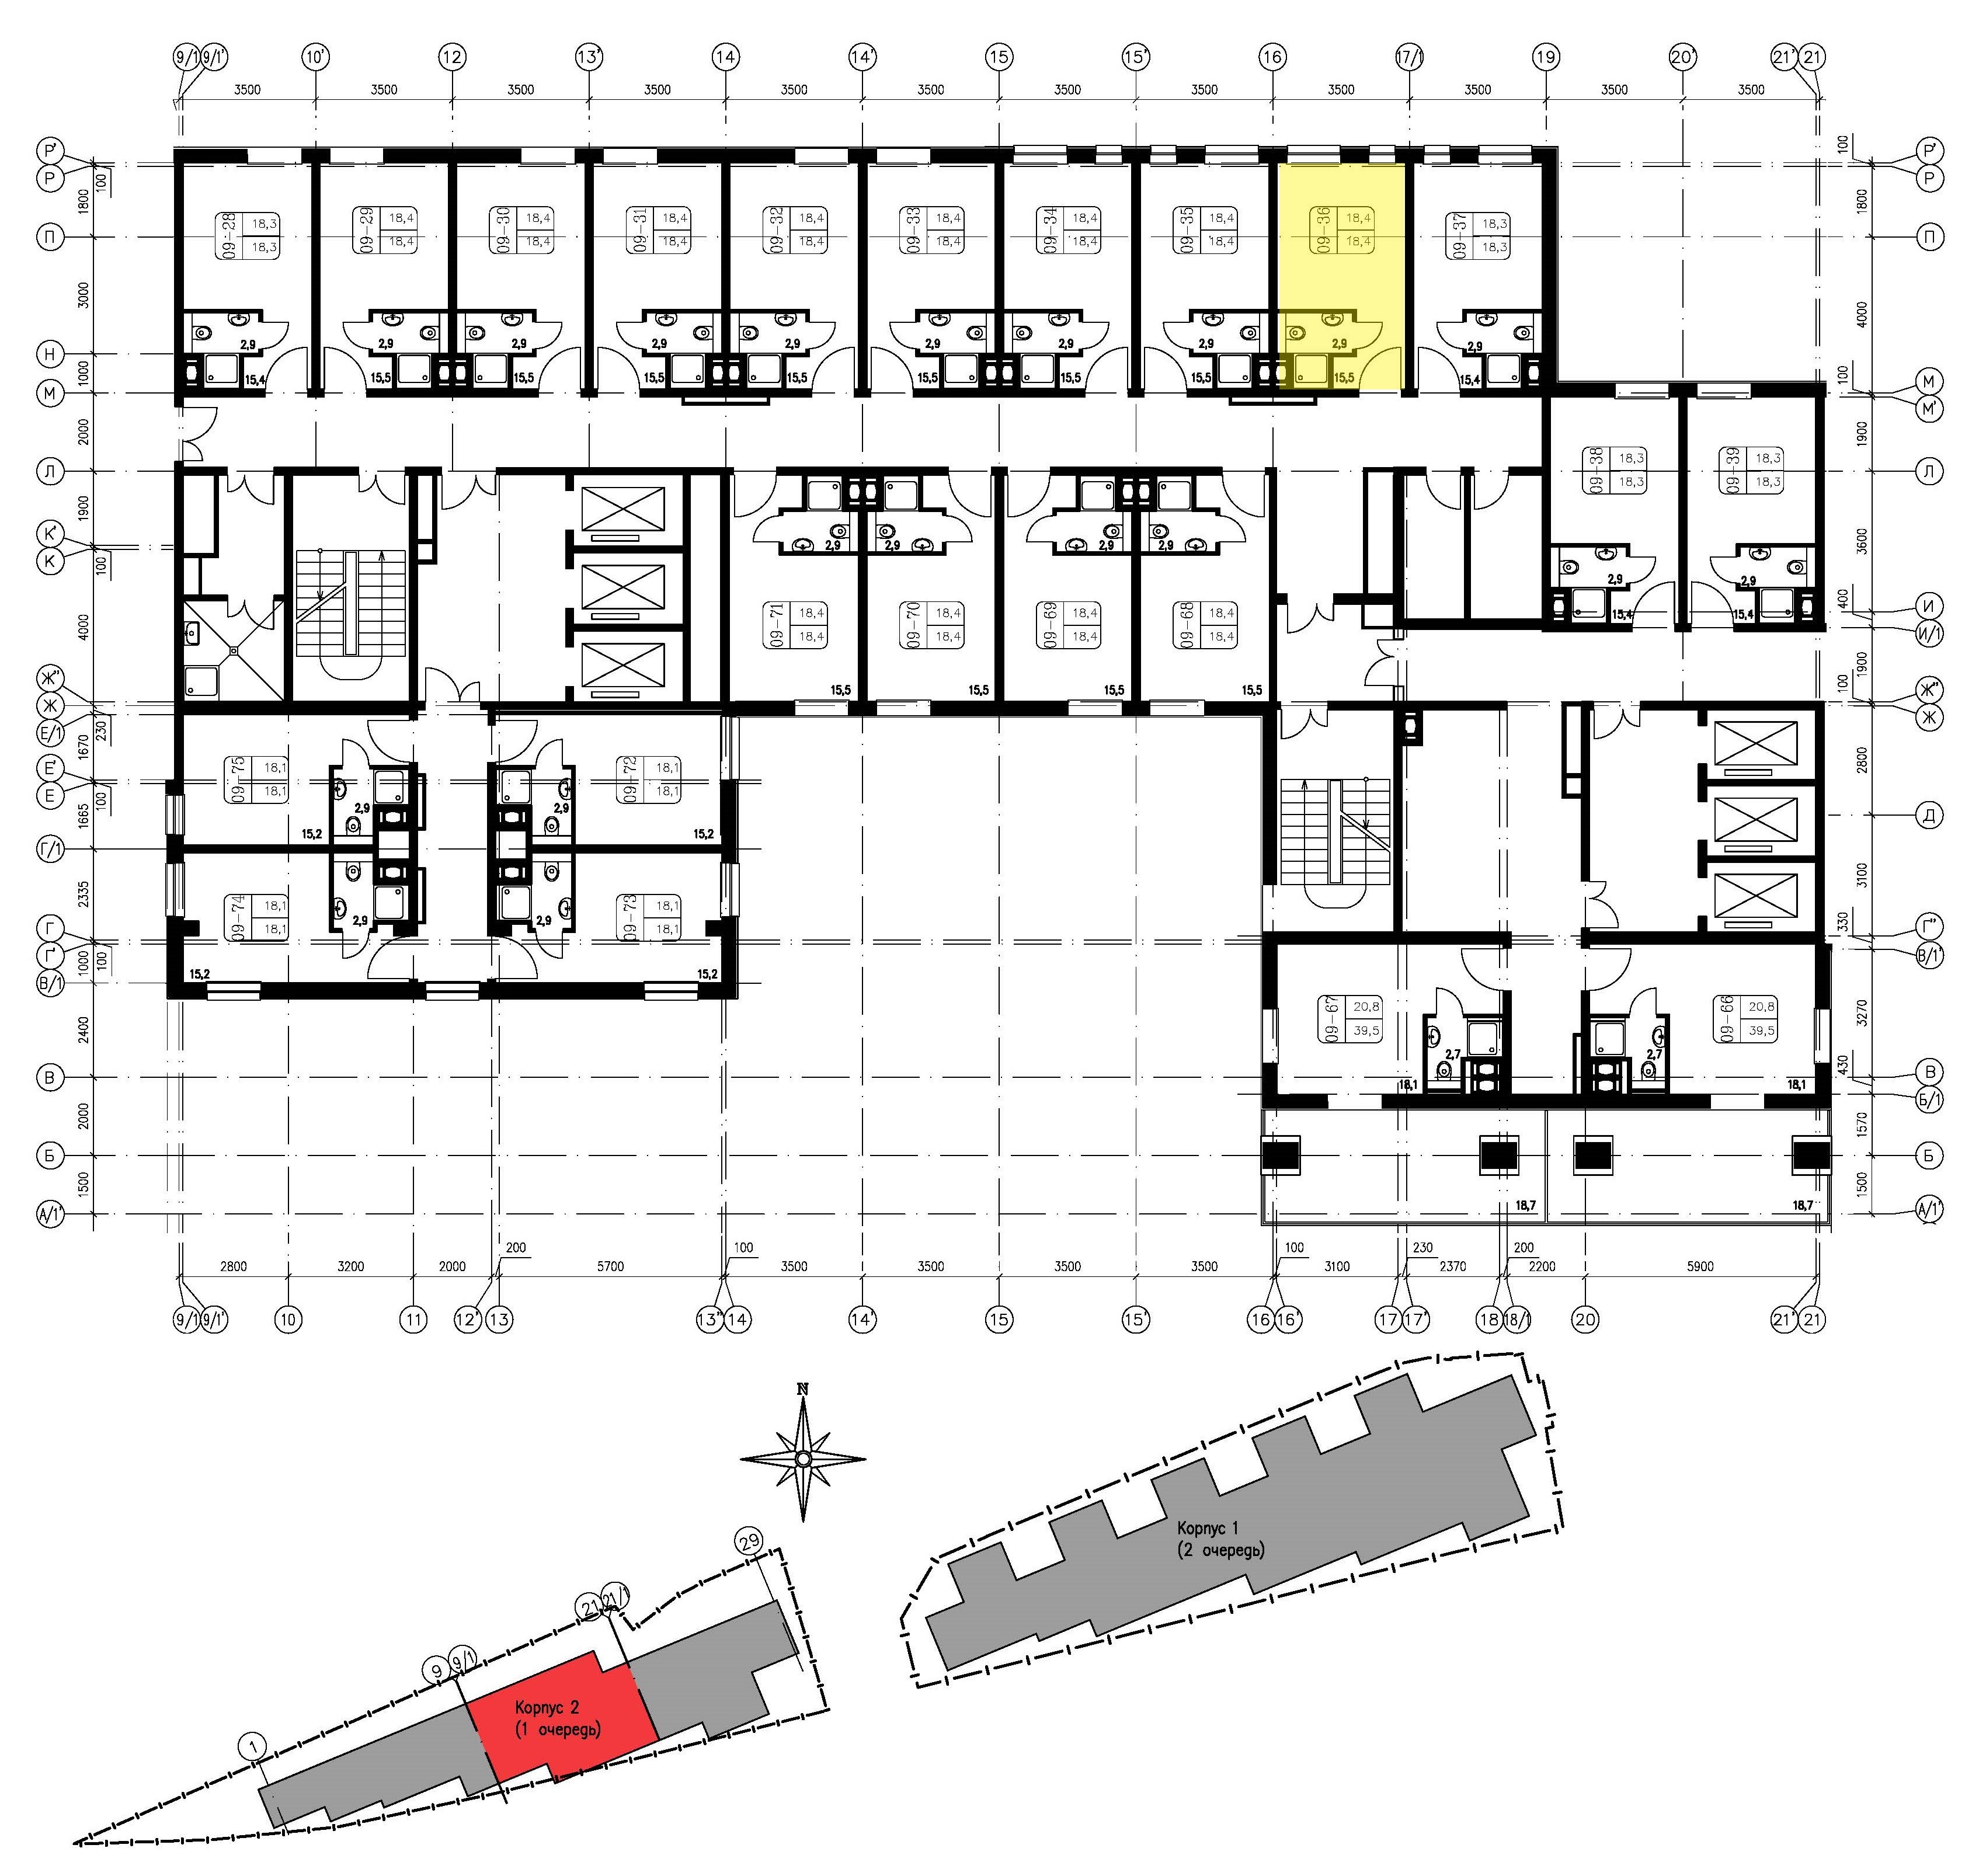 9/1 9/1' 10' 12 13' 14 14' 15 15' 16 17/1 19 20' 21' 21
3500 3500 3500 3500 3500 3500 3500 3500 3500 3500 3500 3500
Р' 100 100 Р'
Р Р
1800 1800
09-28 18,3 18,3
09-29 18,4 18,4
09-30 18,4 18,4
09-31 18,4 18,4
09-32 18,4 18,4
09-33 18,4 18,4
09-34 18,4 18,4
09-35 18,4 18,4
09-36 18,4 18,4
09-37 18,3 18,3
П П
3000 4000
2,9 2,9 2,9 2,9 2,9 2,9 2,9 2,9 2,9 2,9
Н
1000 100
15,4 15,5 15,5 15,5 15,5 15,5 15,5 15,5 15,5 15,4
М М
М'
2000 1900
09-38 18,3 18,3
09-39 18,3 18,3
Л Л
1900 3600
К'
К
100
2,9 2,9 2,9 2,9
2,9 2,9
15,4 15,4
400
И
И/1
4000
09-71 18,4 18,4
09-70 18,4 18,4
09-69 18,4 18,4
09-68 18,4 18,4
1900
100
15,5 15,5 15,5 15,5
Ж"
Ж
Е/1
Ж"
Ж
230
1670
09-75 18,1 18,1
09-72 18,1 18,1
2800
Е'
Е
100
1665
2,9 2,9
15,2 15,2
Д
Г/1
2335
3100
09-74 18,1 18,1
09-73 18,1 18,1
2,9 2,9
330
Г
Г'
Г"
В/1'
1000
100
15,2 15,2
В/1
2400
09-67 20,8 39,5
09-66 20,8 39,5
3270
2,7 2,7
18,1 18,1
430
В В
Б/1
2000 1570
Б Б
1500 1500
18,7 18,7
А/1' А/1'
200 100 100 230 200
2800 3200 2000 5700 3500 3500 3500 3500 3100 2370 2200 5900
9/1 9/1' 10 11 12' 13 13" 14 14' 15 15' 16 16' 17 17' 18 18/1 20 21' 21
N
Корпус 1
(2 очередь)
29
21 21/1
9 9/1
Корпус 2
(1 очередь)
1